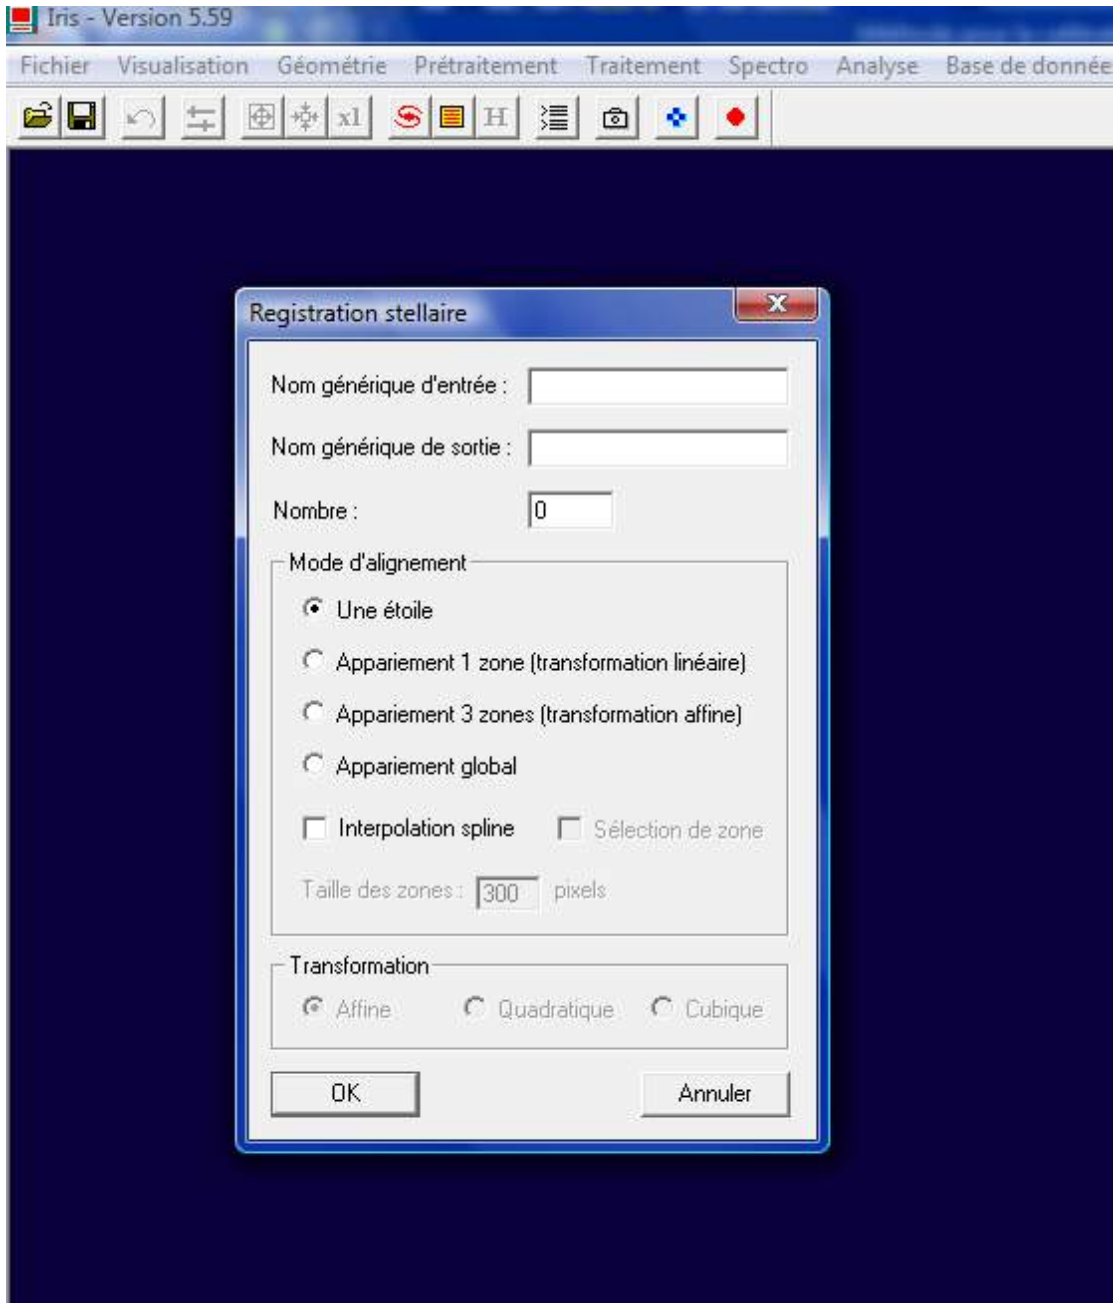 Iris - Version 5.59
Fichier Visualisation Géométrie Prétraitement Traitement Spectro Analyse Base de donnée
x1 H
Registration stellaire
Nom générique d'entrée :
Nom générique de sortie :
Nombre : 0
Mode d'alignement
Une étoile
Appariement 1 zone (transformation linéaire)
Appariement 3 zones (transformation affine)
Appariement global
Interpolation spline Sélection de zone
Taille des zones : 300 pixels
Transformation
Affine Quadratique Cubique
OK Annuler